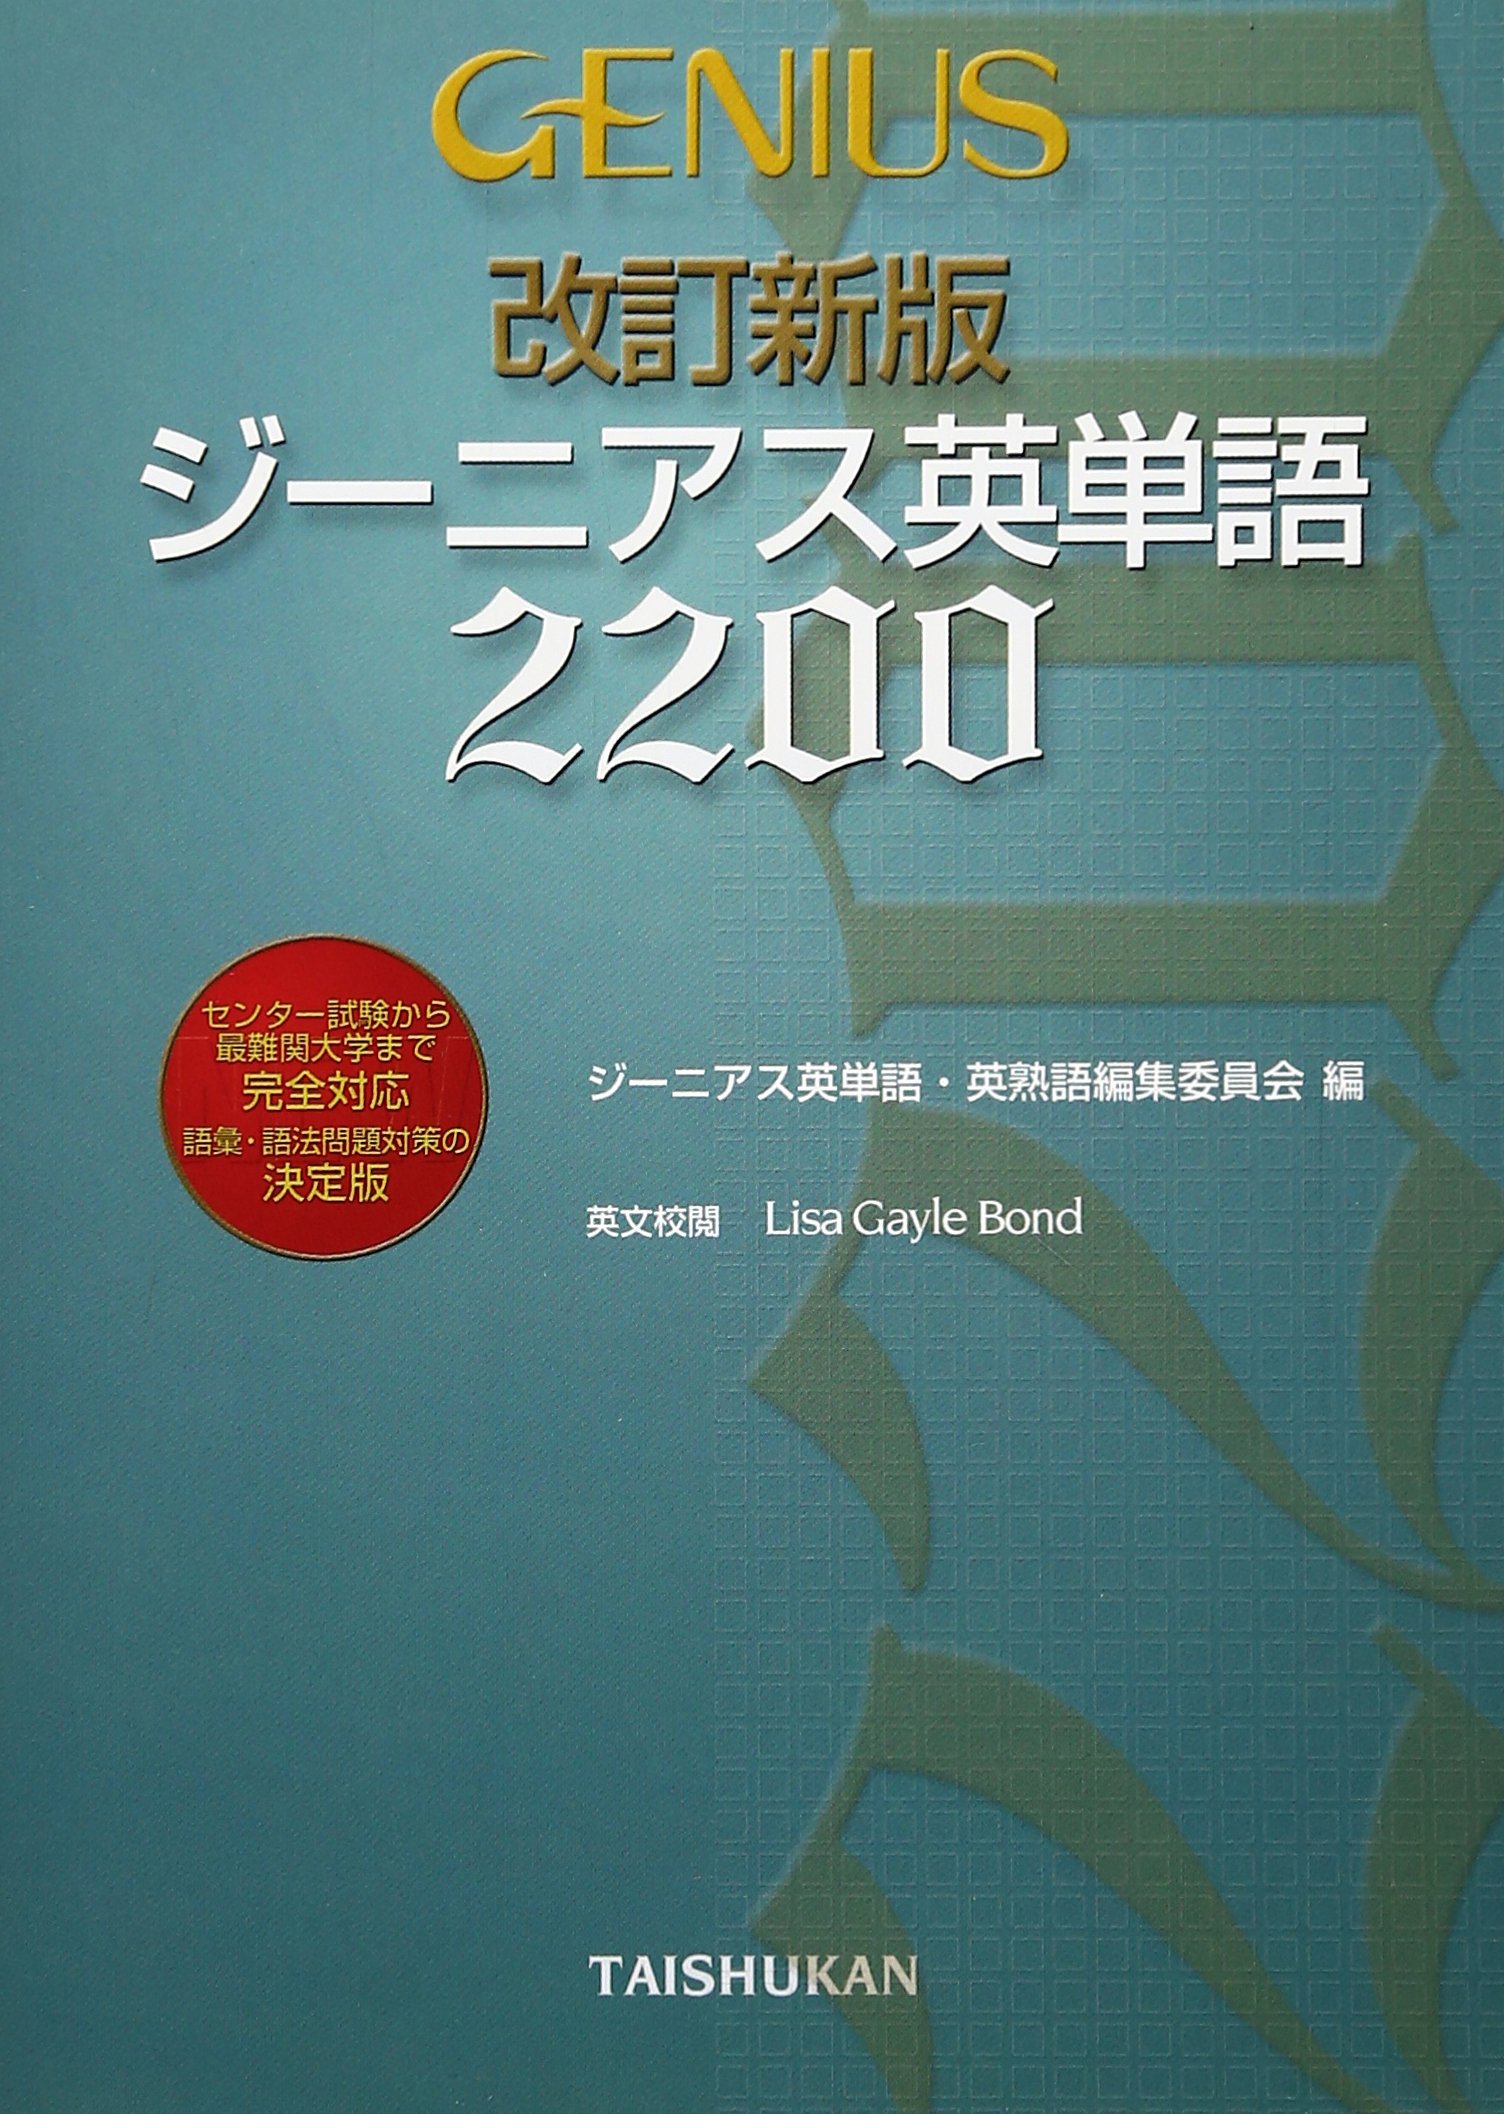 GENIUS
改訂新版
ジーニアス英単語
2200
センター試験から
最難関大学まで
完全対応
語彙・語法問題対策の
決定版
ジーニアス英単語・英熟語編集委員会 編
英文校閲 Lisa Gayle Bond
TAISHUKAN